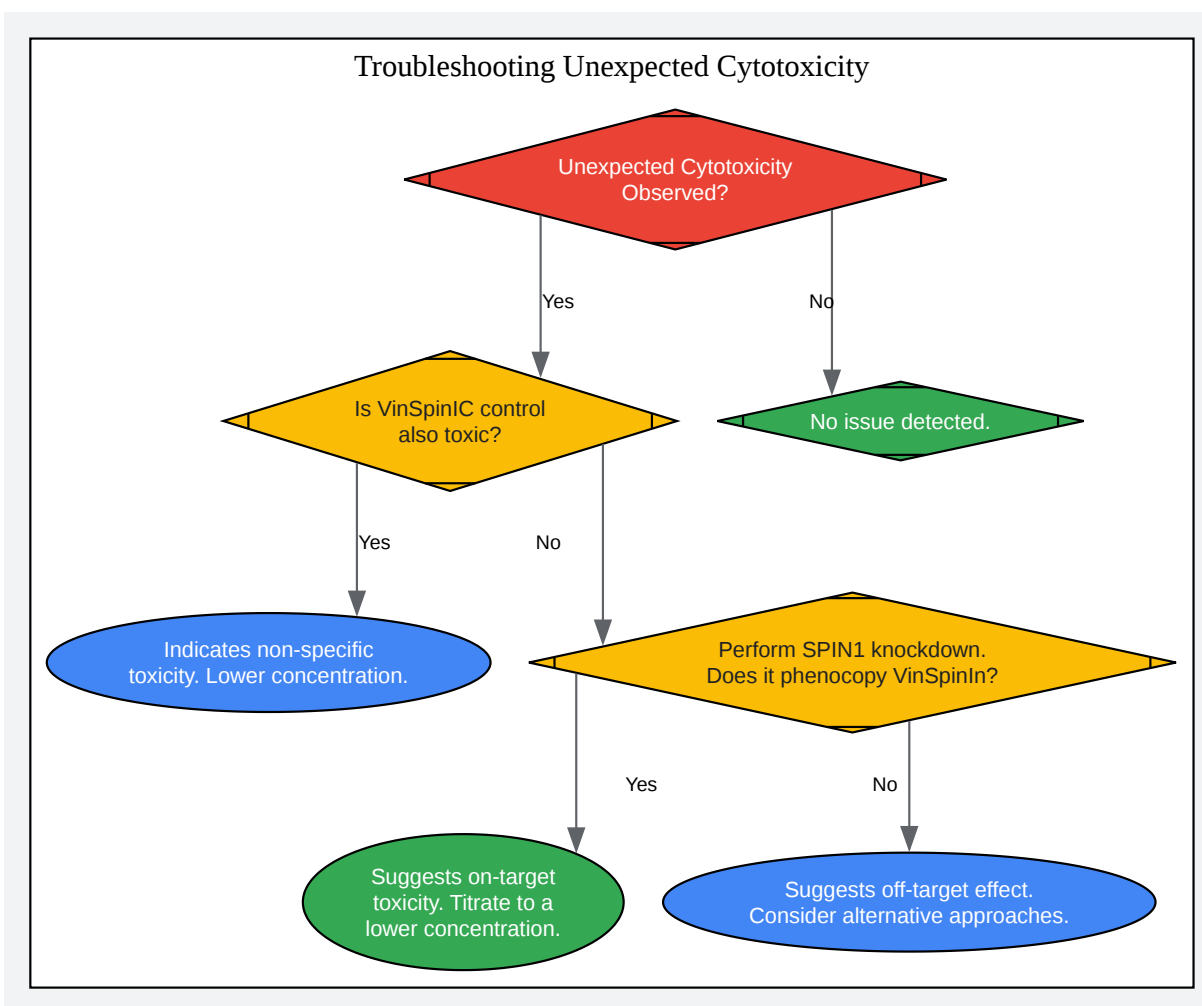 Troubleshooting Unexpected Cytotoxicity
Unexpected Cytotoxicity
Observed?
Yes
No
Is VinSpinIC control
also toxic?
No issue detected.
Yes
No
Indicates non-specific
toxicity. Lower concentration.
Perform SPIN1 knockdown.
Does it phenocopy VinSpinIn?
Yes
No
Suggests on-target
toxicity. Titrate to a
lower concentration.
Suggests off-target effect.
Consider alternative approaches.